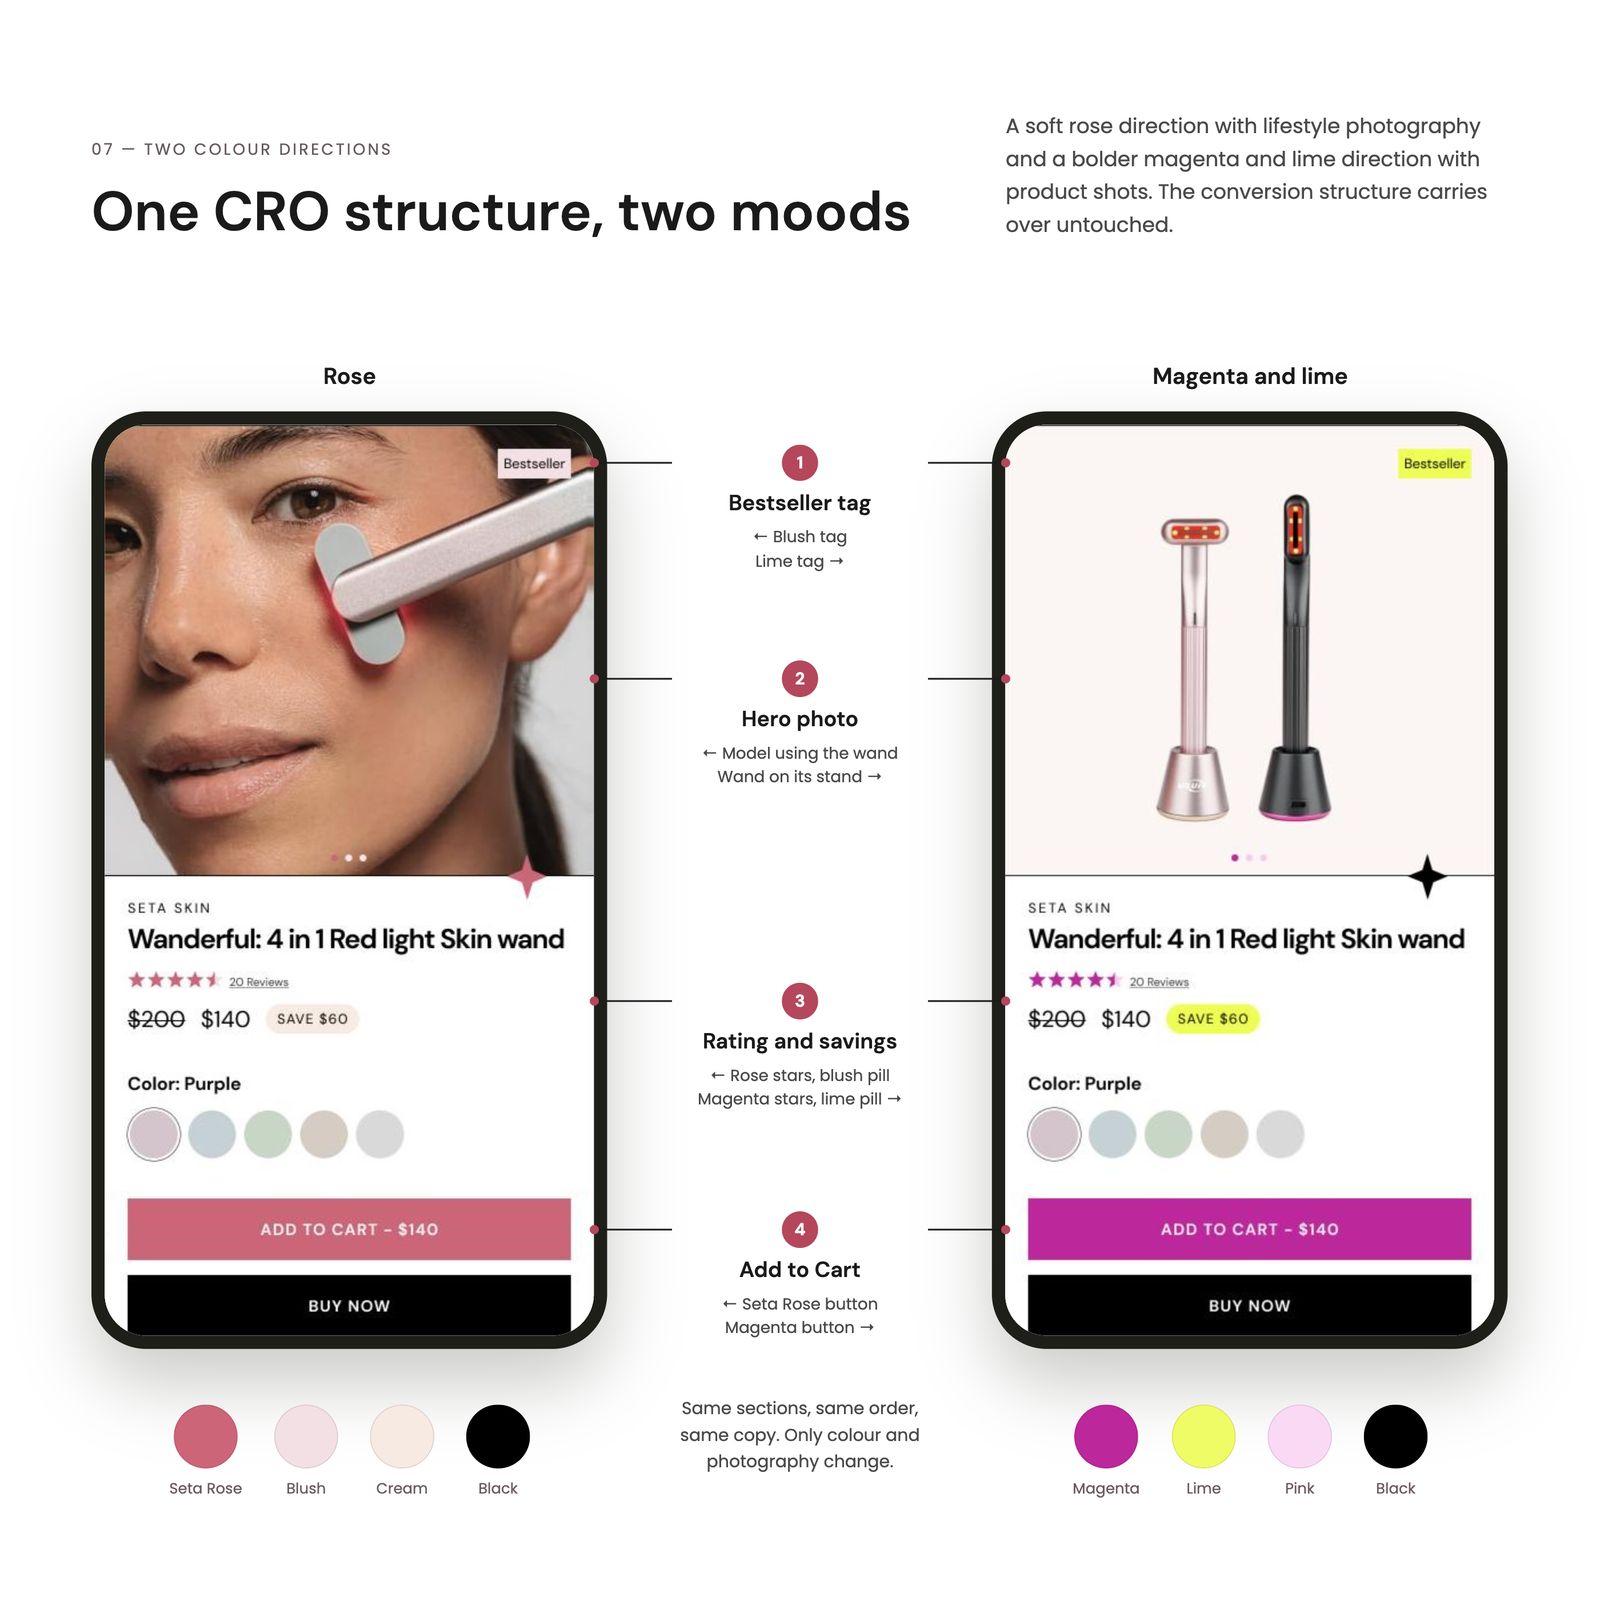 07 — TWO COLOUR DIRECTIONS
One CRO structure, two moods
A soft rose direction with lifestyle photography
and a bolder magenta and lime direction with
product shots. The conversion structure carries
over untouched.
Rose
Bestseller
SETA SKIN
Wanderful: 4 in 1 Red light Skin wand
20 Reviews
$200 $140 SAVE $60
Color: Purple
ADD TO CART - $140
BUY NOW
Seta Rose
Blush
Cream
Black
1
Bestseller tag
← Blush tag
Lime tag →
2
Hero photo
← Model using the wand
Wand on its stand →
3
Rating and savings
← Rose stars, blush pill
Magenta stars, lime pill →
4
Add to Cart
← Seta Rose button
Magenta button →
Same sections, same order,
same copy. Only colour and
photography change.
Magenta and lime
Bestseller
SETA SKIN
Wanderful: 4 in 1 Red light Skin wand
20 Reviews
$200 $140 SAVE $60
Color: Purple
ADD TO CART - $140
BUY NOW
Magenta
Lime
Pink
Black